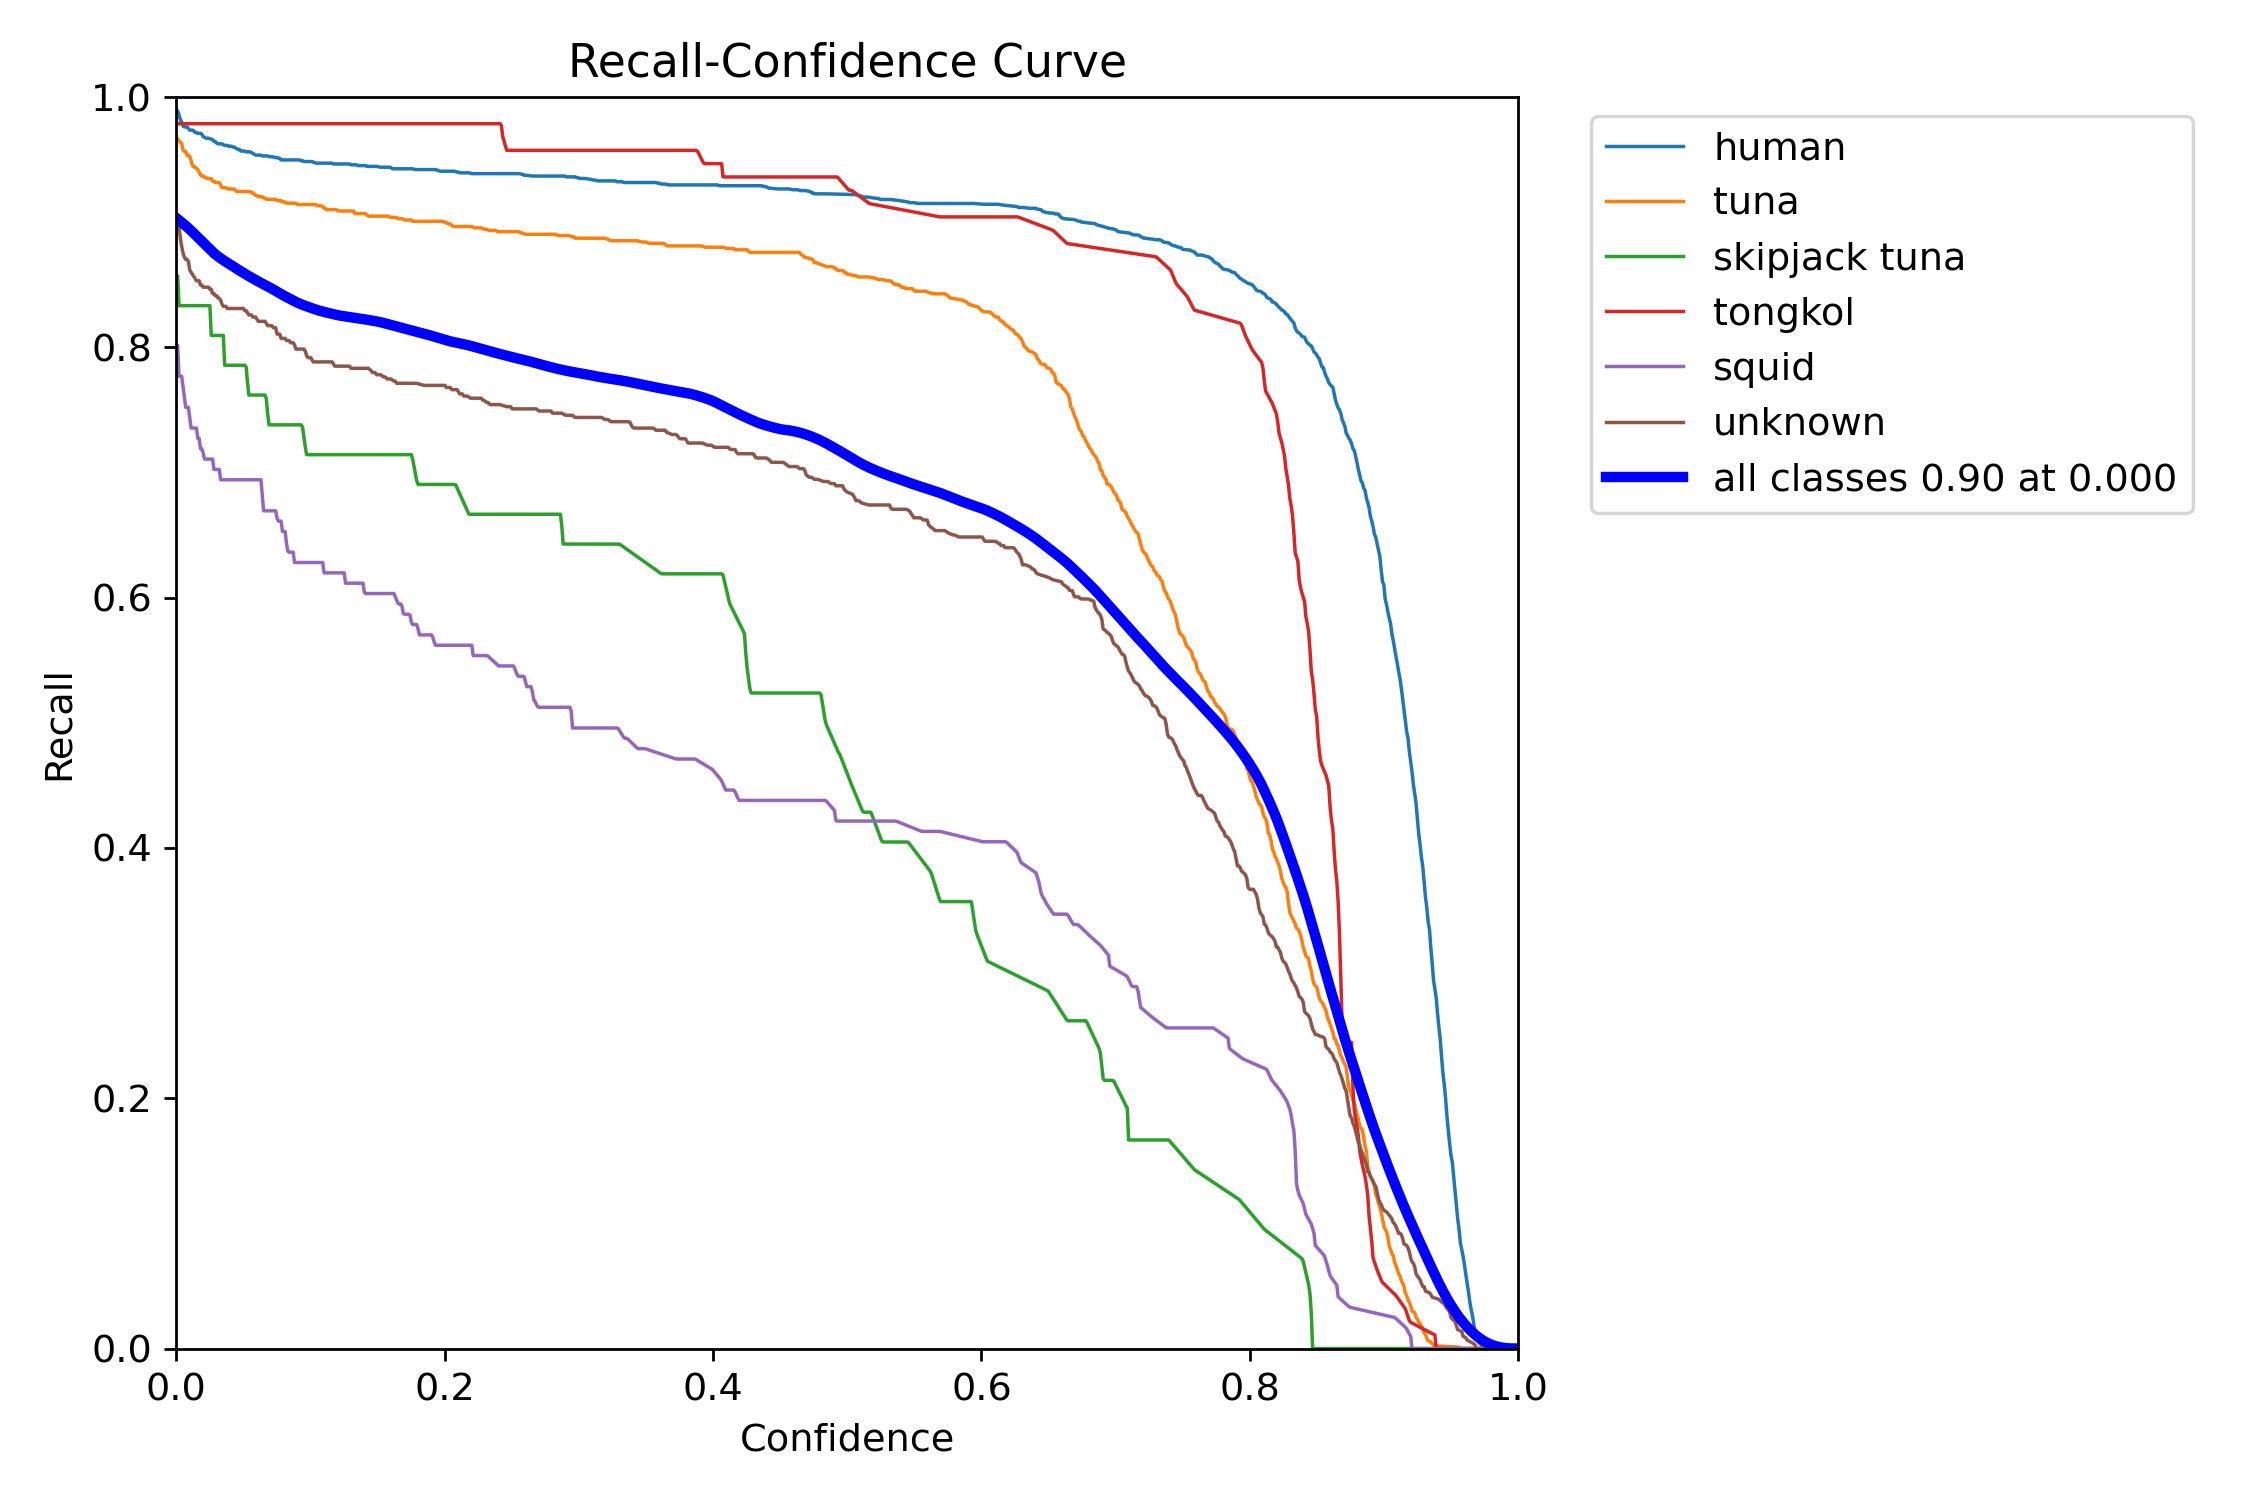 Recall-Confidence Curve
1.0
0.8
0.6
0.4
0.2
0.0
Recall
0.0 0.2 0.4 0.6 0.8 1.0
Confidence
human
tuna
skipjack tuna
tongkol
squid
unknown
all classes 0.90 at 0.000